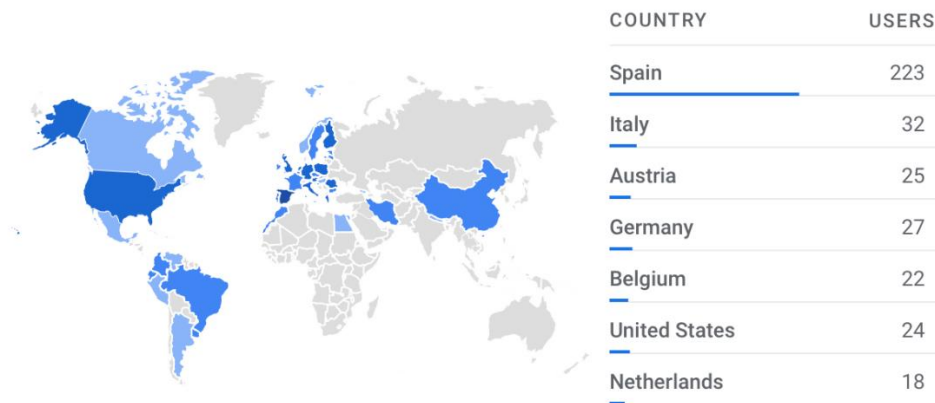 COUNTRY USERS
Spain 223
Italy 32
Austria 25
Germany 27
Belgium 22
United States 24
Netherlands 18